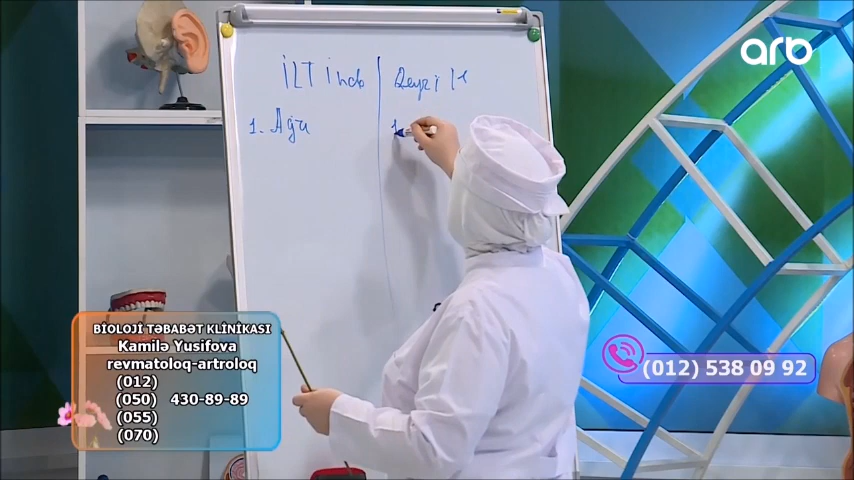 arb
İLTİhab
1. Ağrı
1.
BİOLOJİ TƏBABƏT KLİNİKASI
Kamilə Yusifova
revmatoloq-artroloq
(012)
(050) 430-89-89
(055)
(070)
(012) 538 09 92